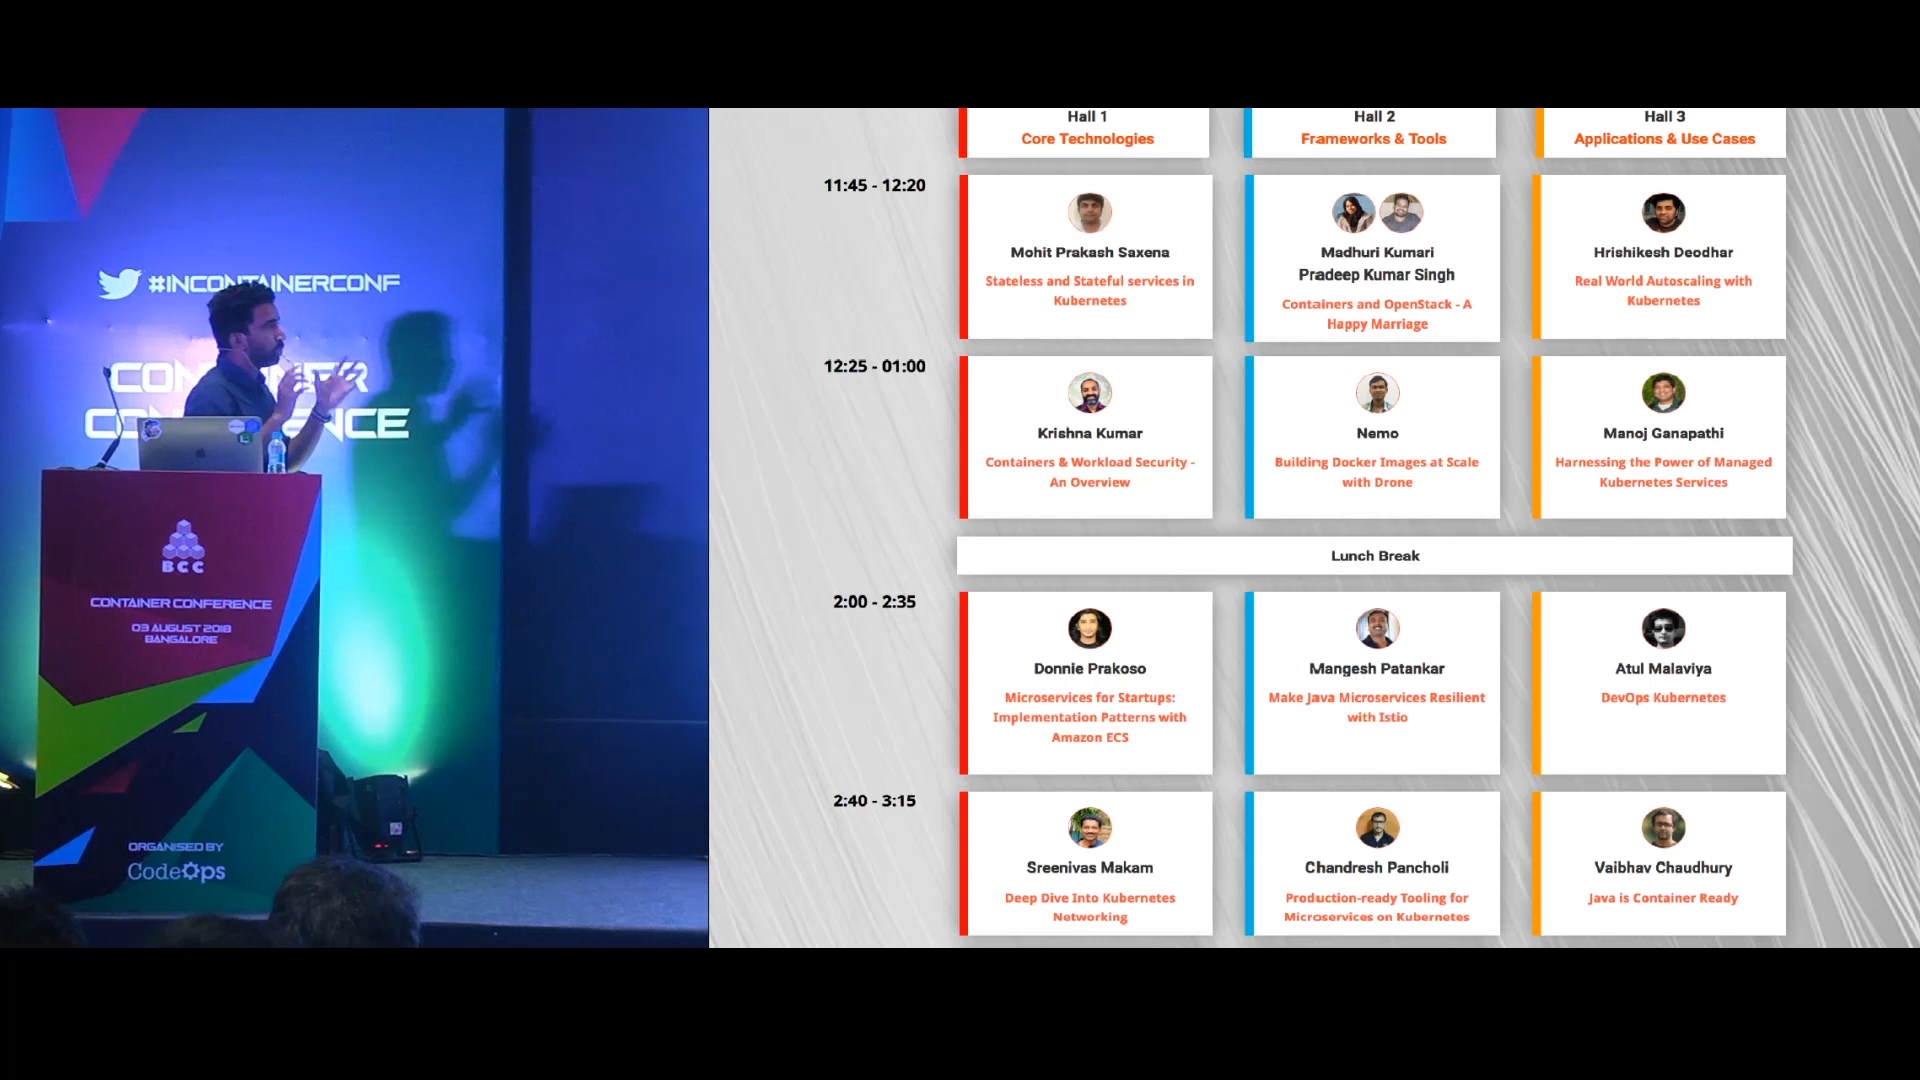 #INCONTAINERCONF
CONTAINER
CONFERENCE
BCC
CONTAINER CONFERENCE
03 AUGUST 2018
BANGALORE
ORGANISED BY
CodeOps
Hall 1
Core Technologies
Hall 2
Frameworks & Tools
Hall 3
Applications & Use Cases
11:45 - 12:20
Mohit Prakash Saxena
Stateless and Stateful services in
Kubernetes
Madhuri Kumari
Pradeep Kumar Singh
Containers and OpenStack - A
Happy Marriage
Hrishikesh Deodhar
Real World Autoscaling with
Kubernetes
12:25 - 01:00
Krishna Kumar
Containers & Workload Security -
An Overview
Nemo
Building Docker Images at Scale
with Drone
Manoj Ganapathi
Harnessing the Power of Managed
Kubernetes Services
Lunch Break
2:00 - 2:35
Donnie Prakoso
Microservices for Startups:
Implementation Patterns with
Amazon ECS
Mangesh Patankar
Make Java Microservices Resilient
with Istio
Atul Malaviya
DevOps Kubernetes
2:40 - 3:15
Sreenivas Makam
Deep Dive Into Kubernetes
Networking
Chandresh Pancholi
Production-ready Tooling for
Microservices on Kubernetes
Vaibhav Chaudhury
Java is Container Ready